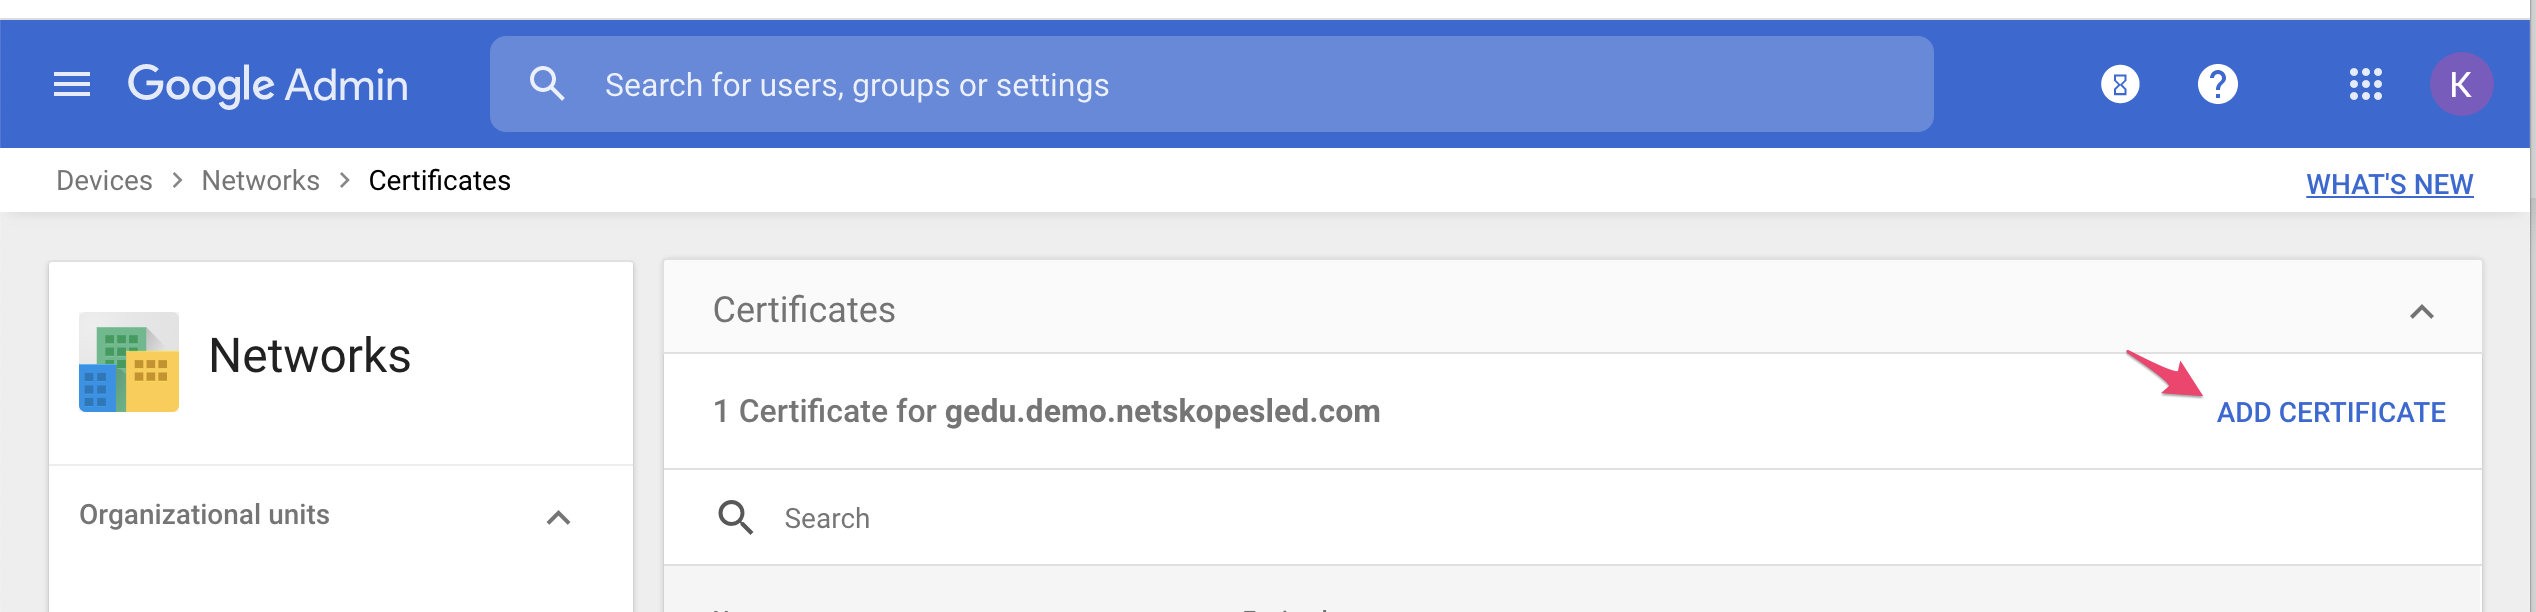 Google Admin
Search for users, groups or settings
?
K
Devices > Networks > Certificates
WHAT'S NEW
Networks
Organizational units
Certificates
1 Certificate for gedu.demo.netskopesled.com
ADD CERTIFICATE
Search